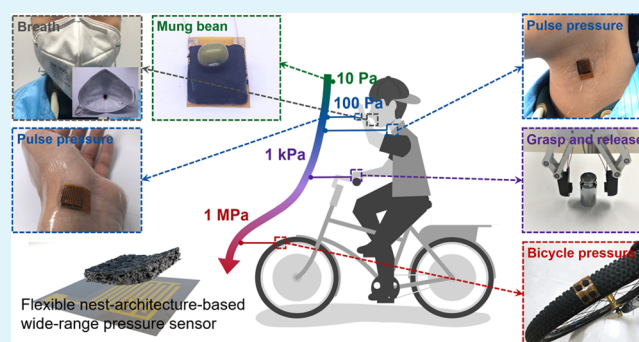 Breath
Mung bean
Pulse pressure
10 Pa
100 Pa
Pulse pressure
1 kPa
Grasp and release
1 MPa
Bicycle pressure
Flexible nest-architecture-based
wide-range pressure sensor